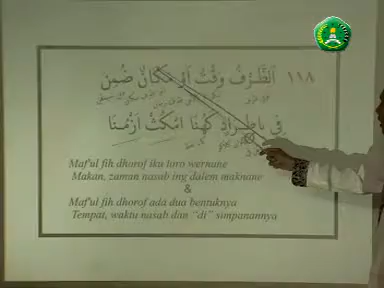 ١١٨ اَلظَّرْفُ وَقْتٌ اَوْ مَكَانٌ ضُمِنَ
فِي بِاطِّرَادٍ كَهُنَا امْكُثْ اَزْمُنَا
Maf'ul fih dhorof iku loro wernane
Makan, zaman nasab ing dalem maknane
&
Maf'ul fih dhorof ada dua bentuknya
Tempat, waktu nasab dan "di" simpanannya